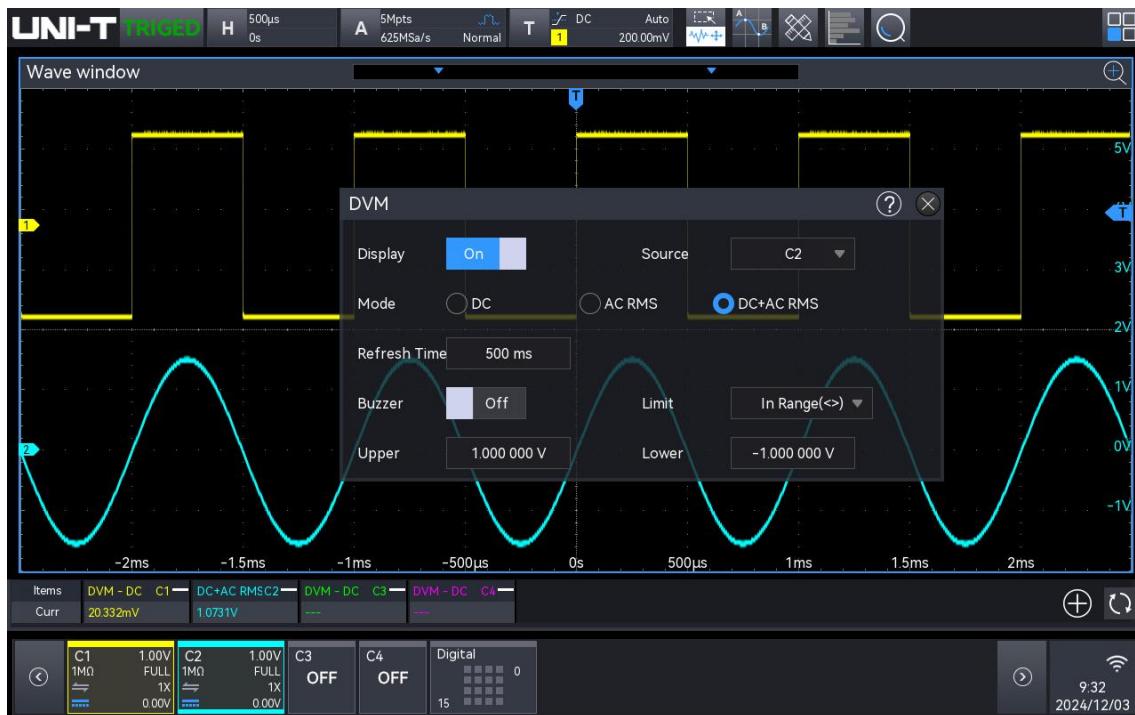 UNI-T TRIGED H 500μs 0s A 5Mpts 625MSa/s Normal T DC 1 Auto 200.00mV A B
Wave window
T
5V
T
1
3V
2V
1V
0V
2
-1V
DVM ?
Display On Source C2
Mode DC AC RMS DC+AC RMS
Refresh Time 500 ms
Buzzer Off Limit In Range(<>)
Upper 1.000 000 V Lower -1.000 000 V
-2ms -1.5ms -1ms -500μs 0s 500μs 1ms 1.5ms 2ms
Items DVM - DC C1 DC+AC RMSC2 DVM - DC C3 DVM - DC C4
Curr 20.332mV 1.0731V --- ---
C1 1.00V C2 1.00V C3 C4 Digital
1MΩ FULL 1MΩ FULL OFF OFF 0
1X 1X
0.00V 0.00V 15
9:32
2024/12/03